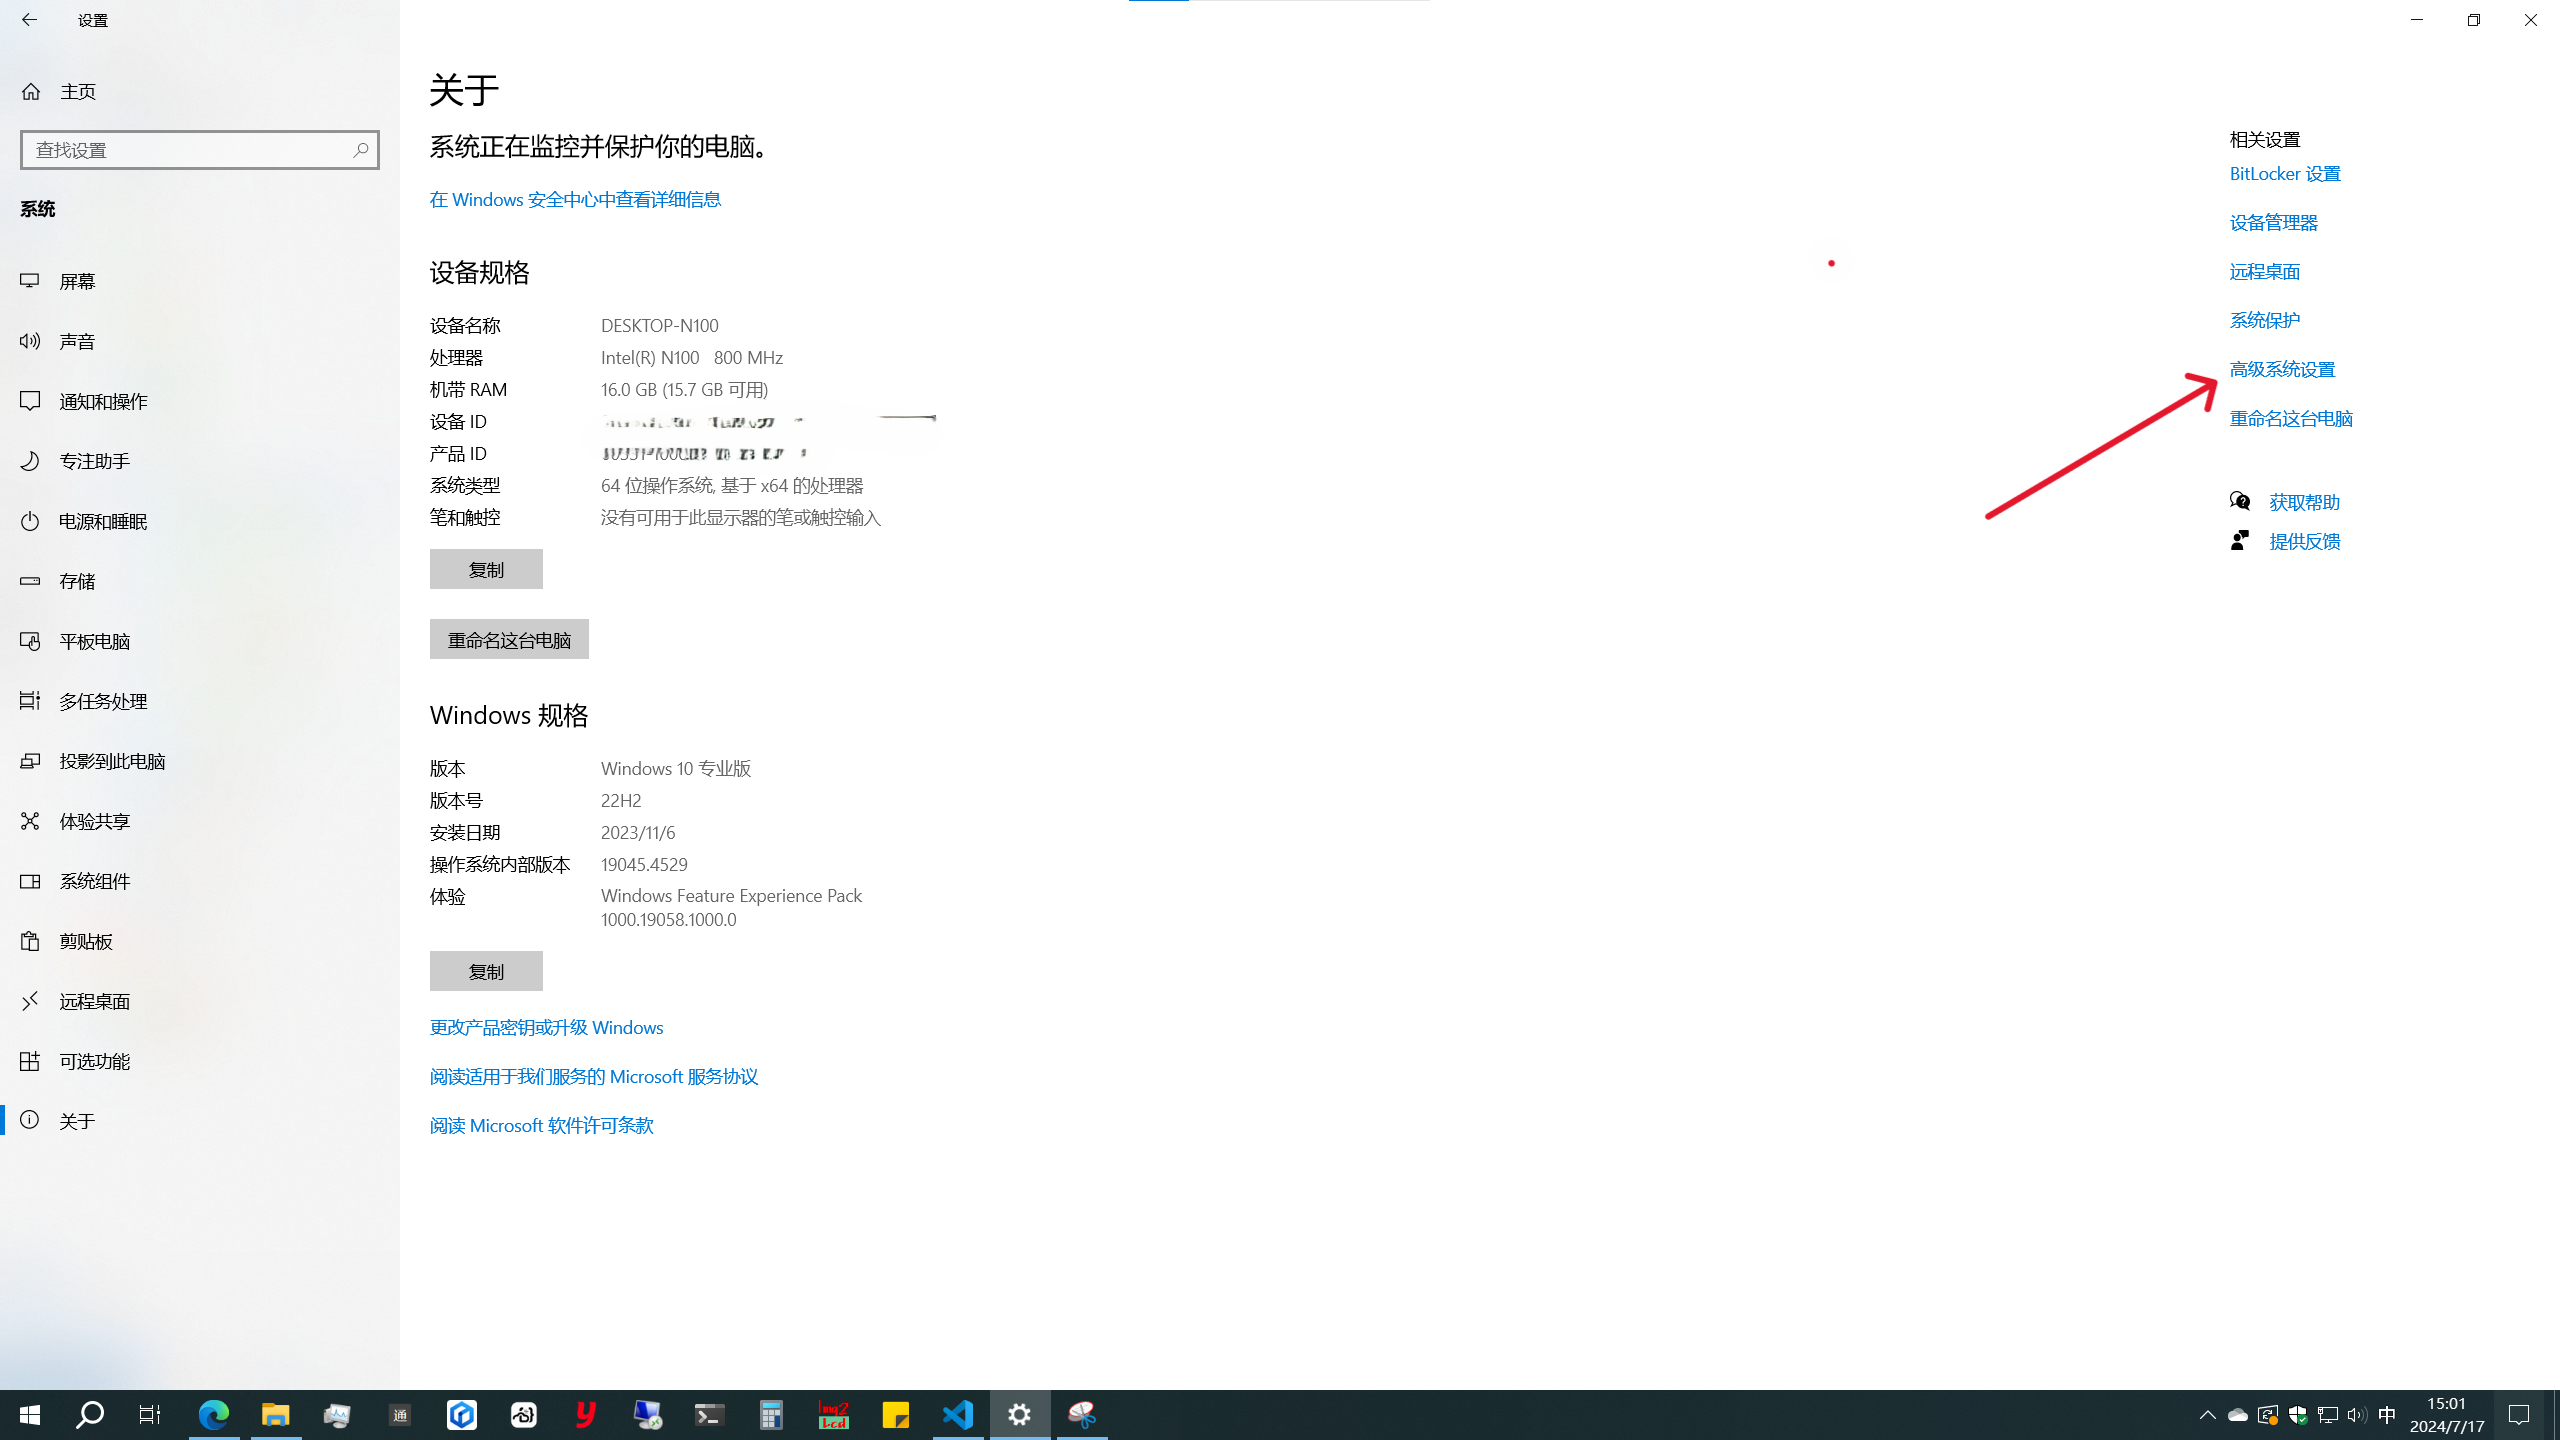 设置
主页
查找设置
系统
屏幕
声音
通知和操作
专注助手
电源和睡眠
存储
平板电脑
多任务处理
投影到此电脑
体验共享
系统组件
剪贴板
远程桌面
可选功能
关于
关于
系统正在监控并保护你的电脑。
在 Windows 安全中心中查看详细信息
设备规格
设备名称 DESKTOP-N100
处理器 Intel(R) N100 800 MHz
机带 RAM 16.0 GB (15.7 GB 可用)
设备 ID
产品 ID
系统类型 64 位操作系统, 基于 x64 的处理器
笔和触控 没有可用于此显示器的笔或触控输入
复制
重命名这台电脑
Windows 规格
版本 Windows 10 专业版
版本号 22H2
安装日期 2023/11/6
操作系统内部版本 19045.4529
体验 Windows Feature Experience Pack
1000.19058.1000.0
复制
更改产品密钥或升级 Windows
阅读适用于我们服务的 Microsoft 服务协议
阅读 Microsoft 软件许可条款
相关设置
BitLocker 设置
设备管理器
远程桌面
系统保护
高级系统设置
重命名这台电脑
获取帮助
提供反馈
通
Img2
Lcd
中
15:01
2024/7/17